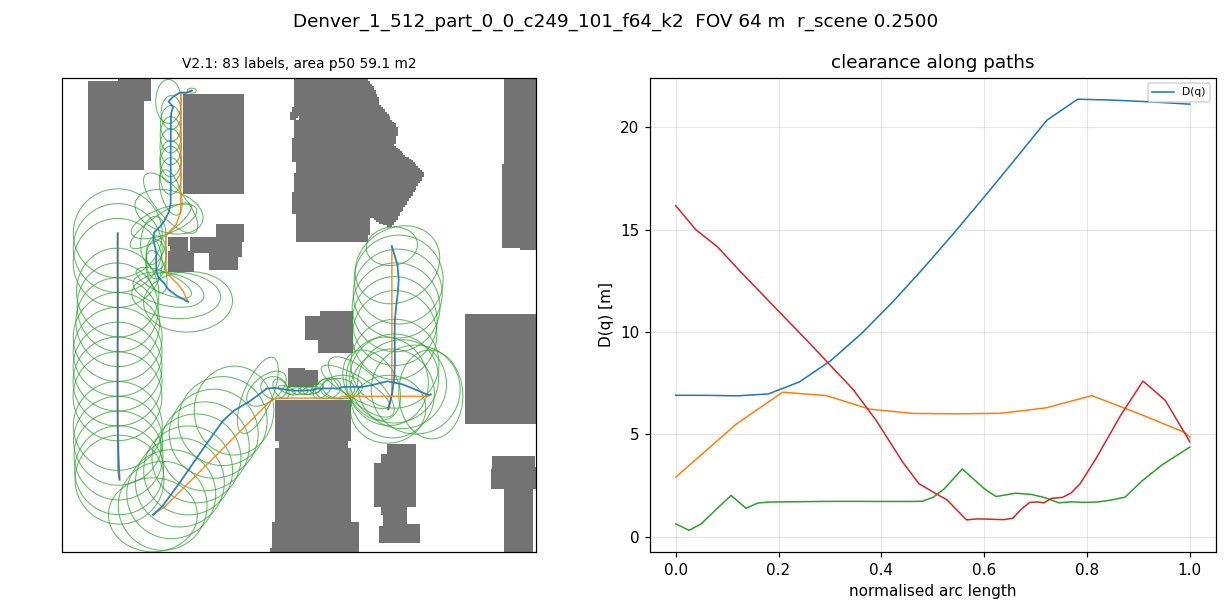 Denver_1_512_part_0_0_c249_101_f64_k2  FOV 64 m  r_scene 0.2500
V2.1: 83 labels, area p50 59.1 m2
clearance along paths
D(q)
D(q) [m]
20
15
10
5
0
0.0 0.2 0.4 0.6 0.8 1.0
normalised arc length